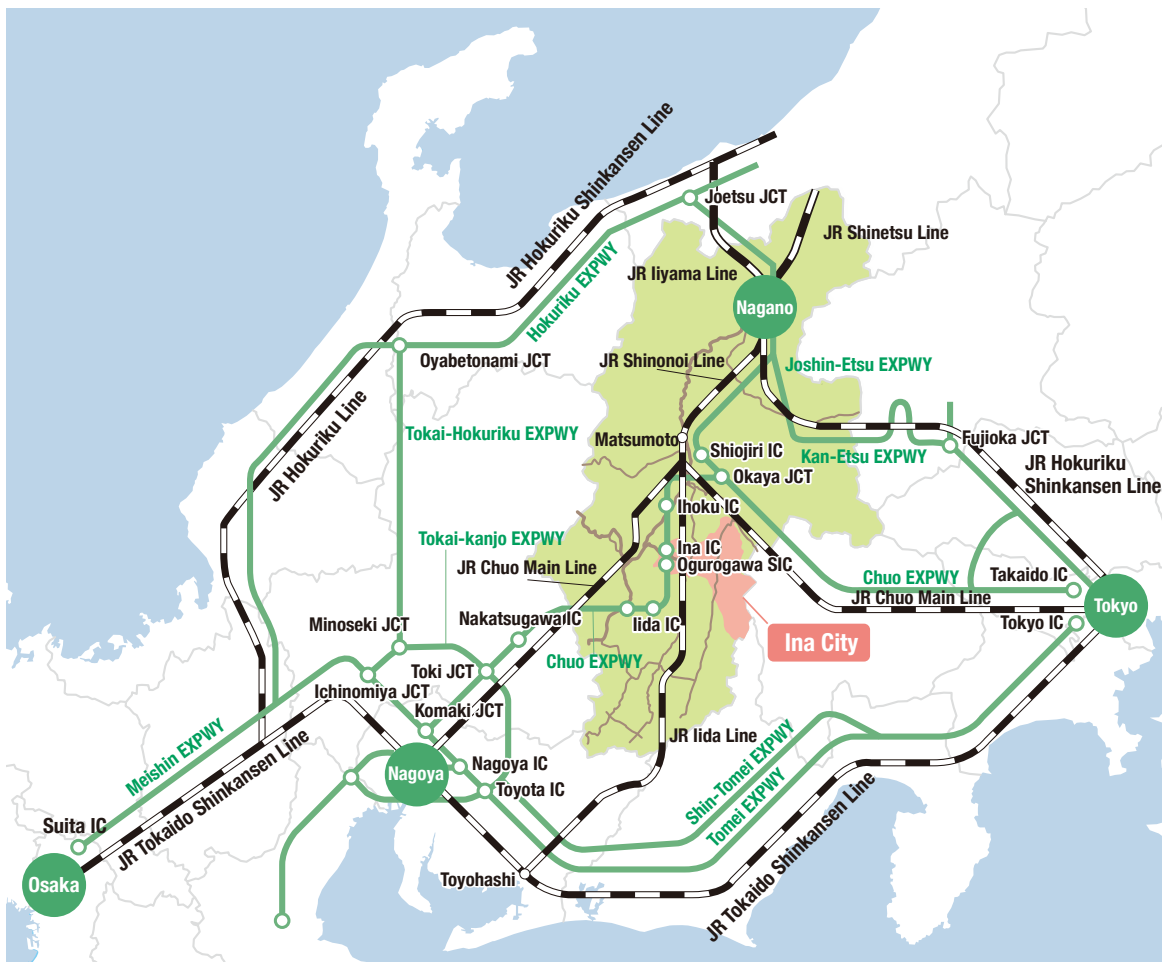 JR Hokuriku Shinkansen Line
Joetsu JCT
JR Shinetsu Line
JR Iiyama Line
Hokuriku EXPWY
Nagano
Oyabetonami JCT
JR Shinonoi Line
Joshin-Etsu EXPWY
JR Hokuriku Line
Tokai-Hokuriku EXPWY
Matsumoto
Shiojiri IC
Kan-Etsu EXPWY
Fujioka JCT
JR Hokuriku
Shinkansen Line
Okaya JCT
Ihoku IC
Tokai-kanjo EXPWY
Ina IC
JR Chuo Main Line
Ogurogawa SIC
Chuo EXPWY
Takaido IC
JR Chuo Main Line
Tokyo
Tokyo IC
Nakatsugawa IC
Iida IC
Minoseki JCT
Ina City
Chuo EXPWY
Toki JCT
Ichinomiya JCT
Komaki JCT
JR Iida Line
Meishin EXPWY
JR Tokaido Shinkansen Line
Nagoya
Nagoya IC
Toyota IC
Shin-Tomei EXPWY
Tomei EXPWY
Suita IC
Osaka
Toyohashi
JR Tokaido Shinkansen Line